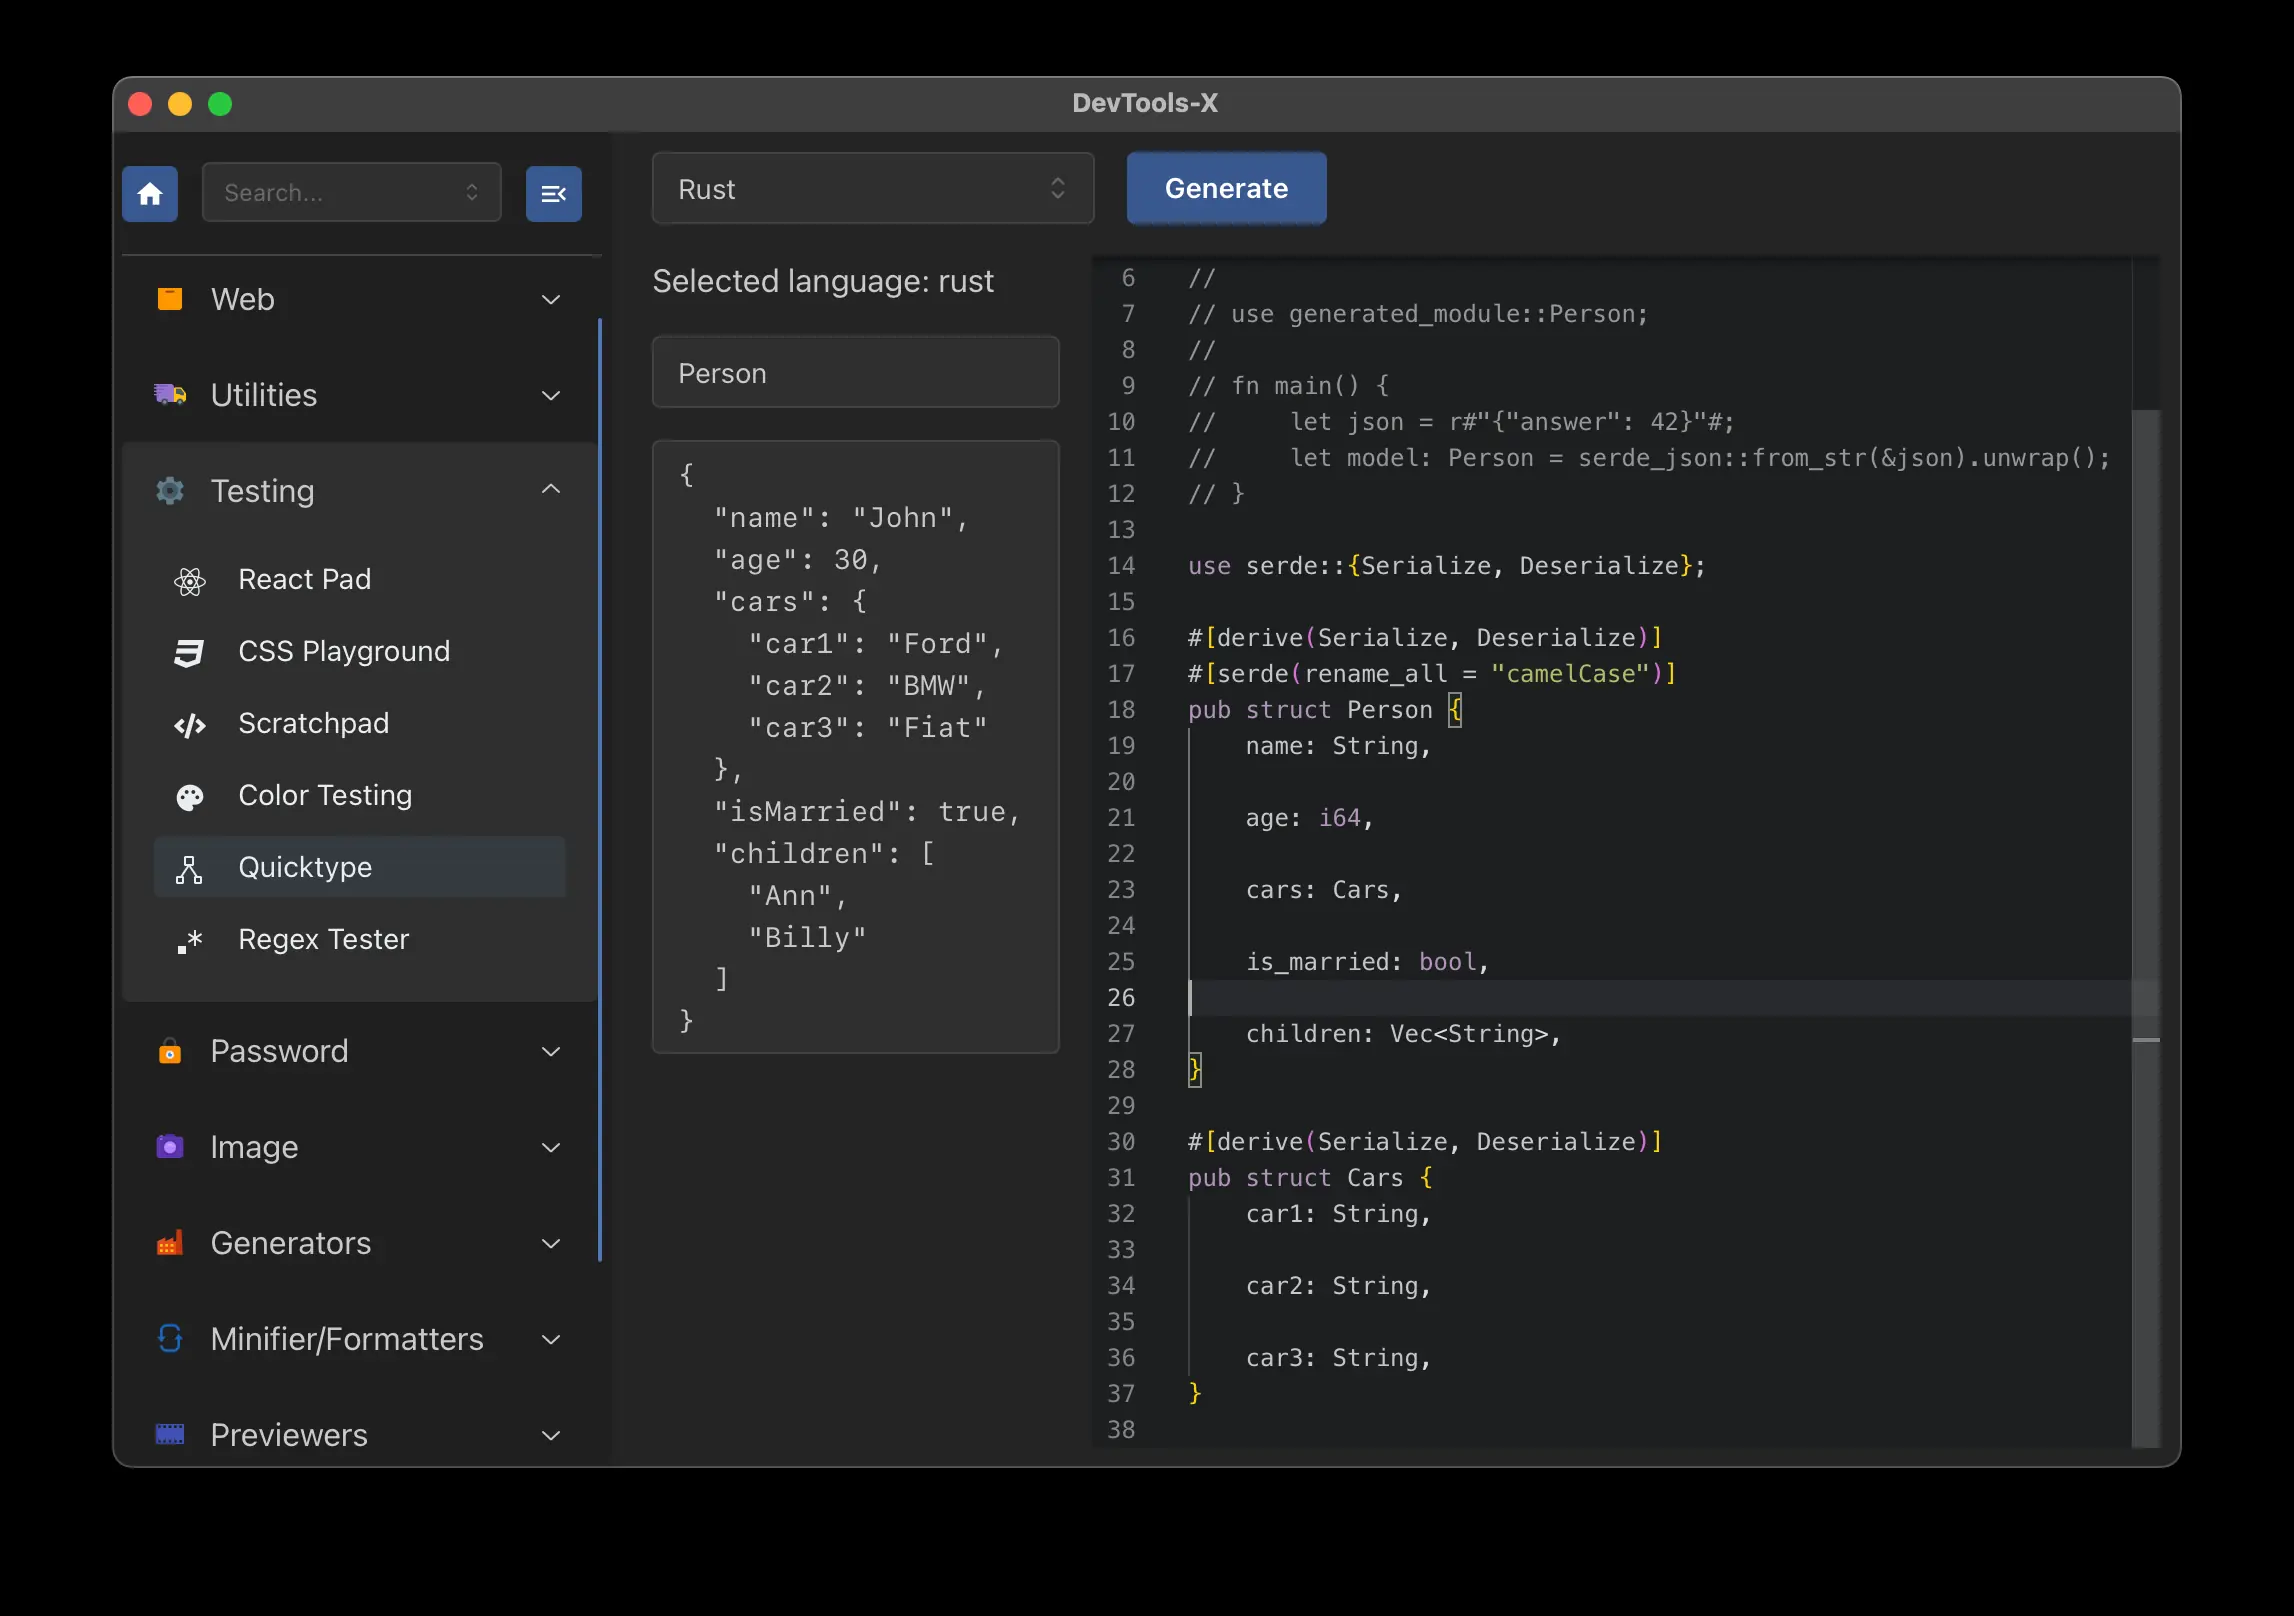 DevTools-X
Search...
Web
Utilities
Testing
React Pad
CSS Playground
Scratchpad
Color Testing
Quicktype
Regex Tester
Password
Image
Generators
Minifier/Formatters
Previewers
Rust
Generate
Selected language: rust
Person
{
  "name": "John",
  "age": 30,
  "cars": {
    "car1": "Ford",
    "car2": "BMW",
    "car3": "Fiat"
  },
  "isMarried": true,
  "children": [
    "Ann",
    "Billy"
  ]
}
6 //
7 // use generated_module::Person;
8 //
9 // fn main() {
10 //     let json = r#"{"answer": 42}"#;
11 //     let model: Person = serde_json::from_str(&json).unwrap();
12 // }
13
14 use serde::{Serialize, Deserialize};
15
16 #[derive(Serialize, Deserialize)]
17 #[serde(rename_all = "camelCase")]
18 pub struct Person {
19     name: String,
20
21     age: i64,
22
23     cars: Cars,
24
25     is_married: bool,
26
27     children: Vec<String>,
28 }
29
30 #[derive(Serialize, Deserialize)]
31 pub struct Cars {
32     car1: String,
33
34     car2: String,
35
36     car3: String,
37 }
38